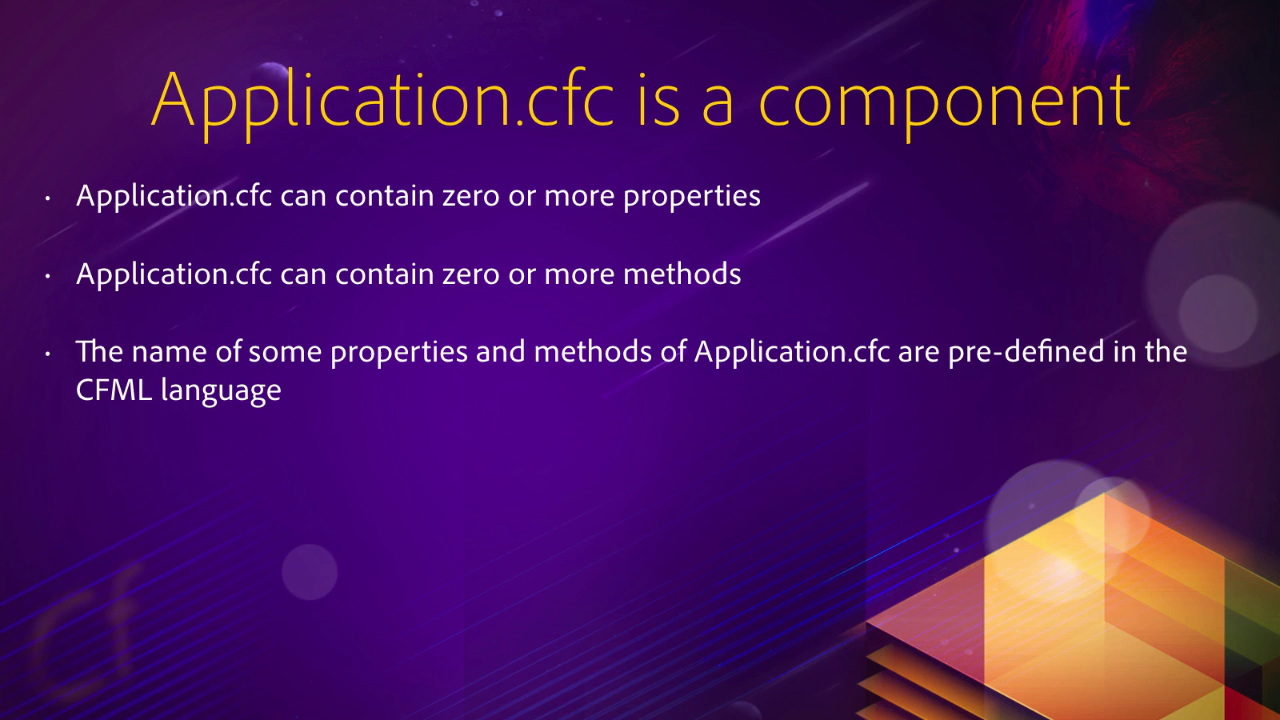 Application.cfc is a component
• Application.cfc can contain zero or more properties
• Application.cfc can contain zero or more methods
• The name of some properties and methods of Application.cfc are pre-defined in the
CFML language
Cf